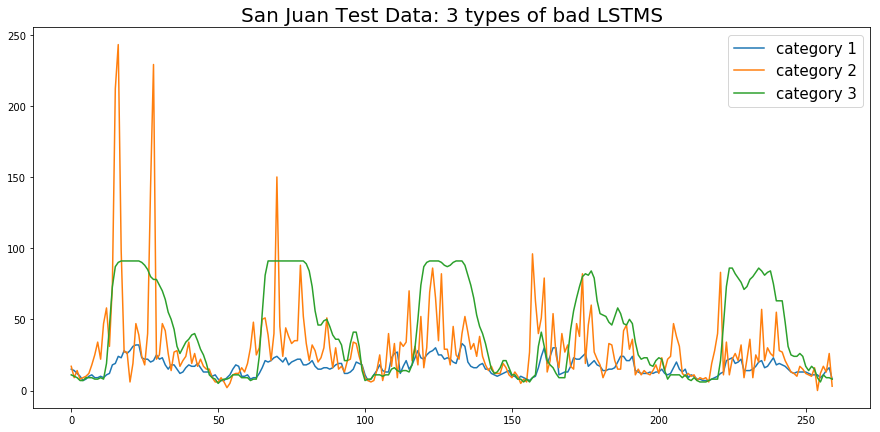 San Juan Test Data: 3 types of bad LSTMS
250
category 1
category 2
category 3
200
150
100
50
0
0 50 100 150 200 250